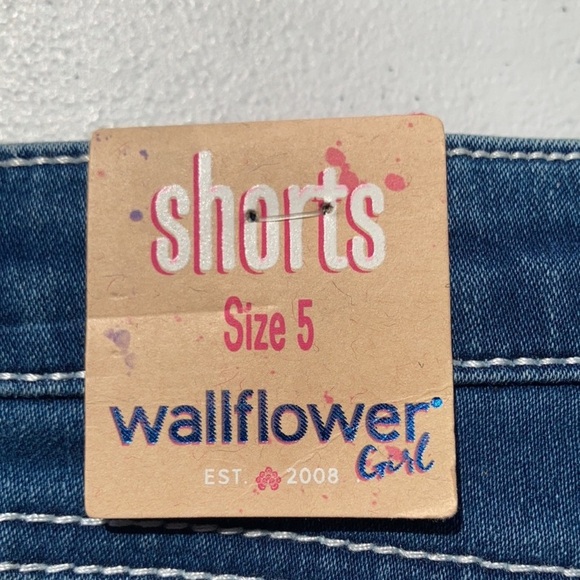 shorts
Size 5
wallflower
Girl
EST. 2008